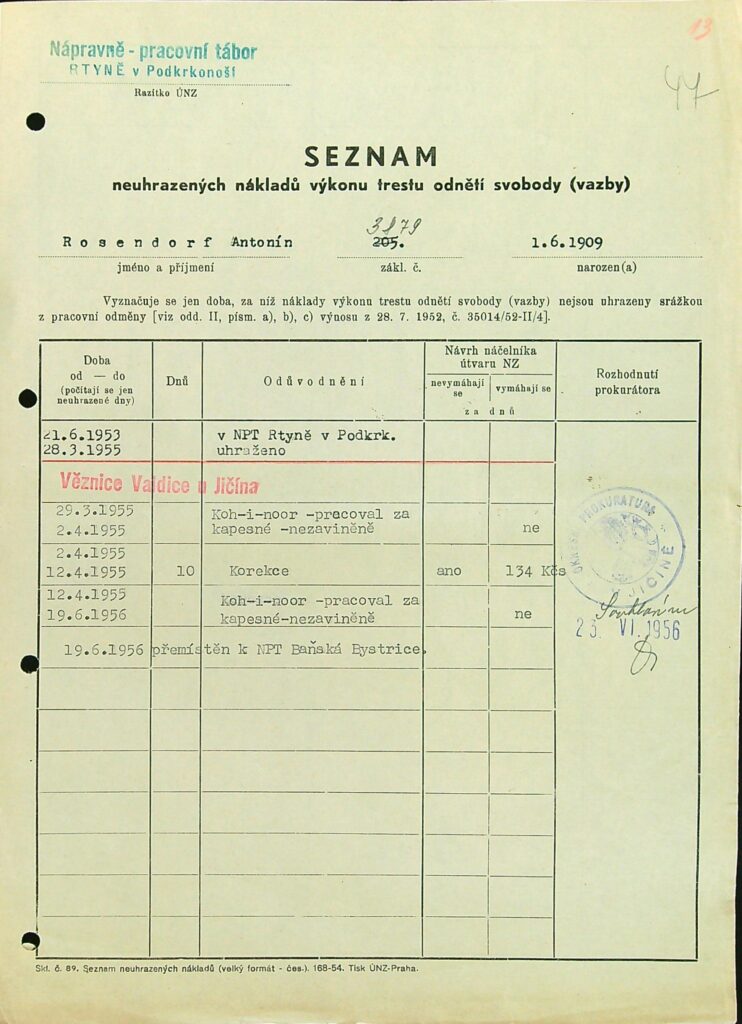 13
47
Nápravně - pracovní tábor
RTYNĚ v Podkrkonoší
Razítko ÚNZ
SEZNAM
neuhrazených nákladů výkonu trestu odnětí svobody (vazby)
Rosendorf Antonín
3879
205.
1.6.1909
jméno a příjmení
zákl. č.
narozen(a)
Vyznačuje se jen doba, za níž náklady výkonu trestu odnětí svobody (vazby) nejsou uhrazeny srážkou
z pracovní odměny [viz odd. II, písm. a), b), c) výnosu z 28. 7. 1952, č. 35014/52-II/4].
Doba
od — do
(počítají se jen
neuhrazené dny)
Dnů
Odůvodnění
Návrh náčelníka
útvaru NZ
nevymáhají
se
vymáhají se
za dnů
Rozhodnutí
prokurátora
21.6.1953 v NPT Rtyně v Podkrk.
28.3.1955 uhraženo
Věznice Valdice u Jičína
29.3.1955 Koh-i-noor -pracoval za
2.4.1955 kapesné -nezaviněně ne
2.4.1955
12.4.1955 10 Korekce ano 134 Kčs
12.4.1955 Koh-i-noor -pracoval za
19.6.1956 kapesné-nezaviněně ne
19.6.1956 přemístěn k NPT Baňská Bystrice.
PROKURATURA
JIČÍNĚ
Souhlasím
23. VI. 1956
Skl. č. 89. Seznam neuhrazených nákladů (velký formát - čes.). 168-54. Tisk ÚNZ-Praha.